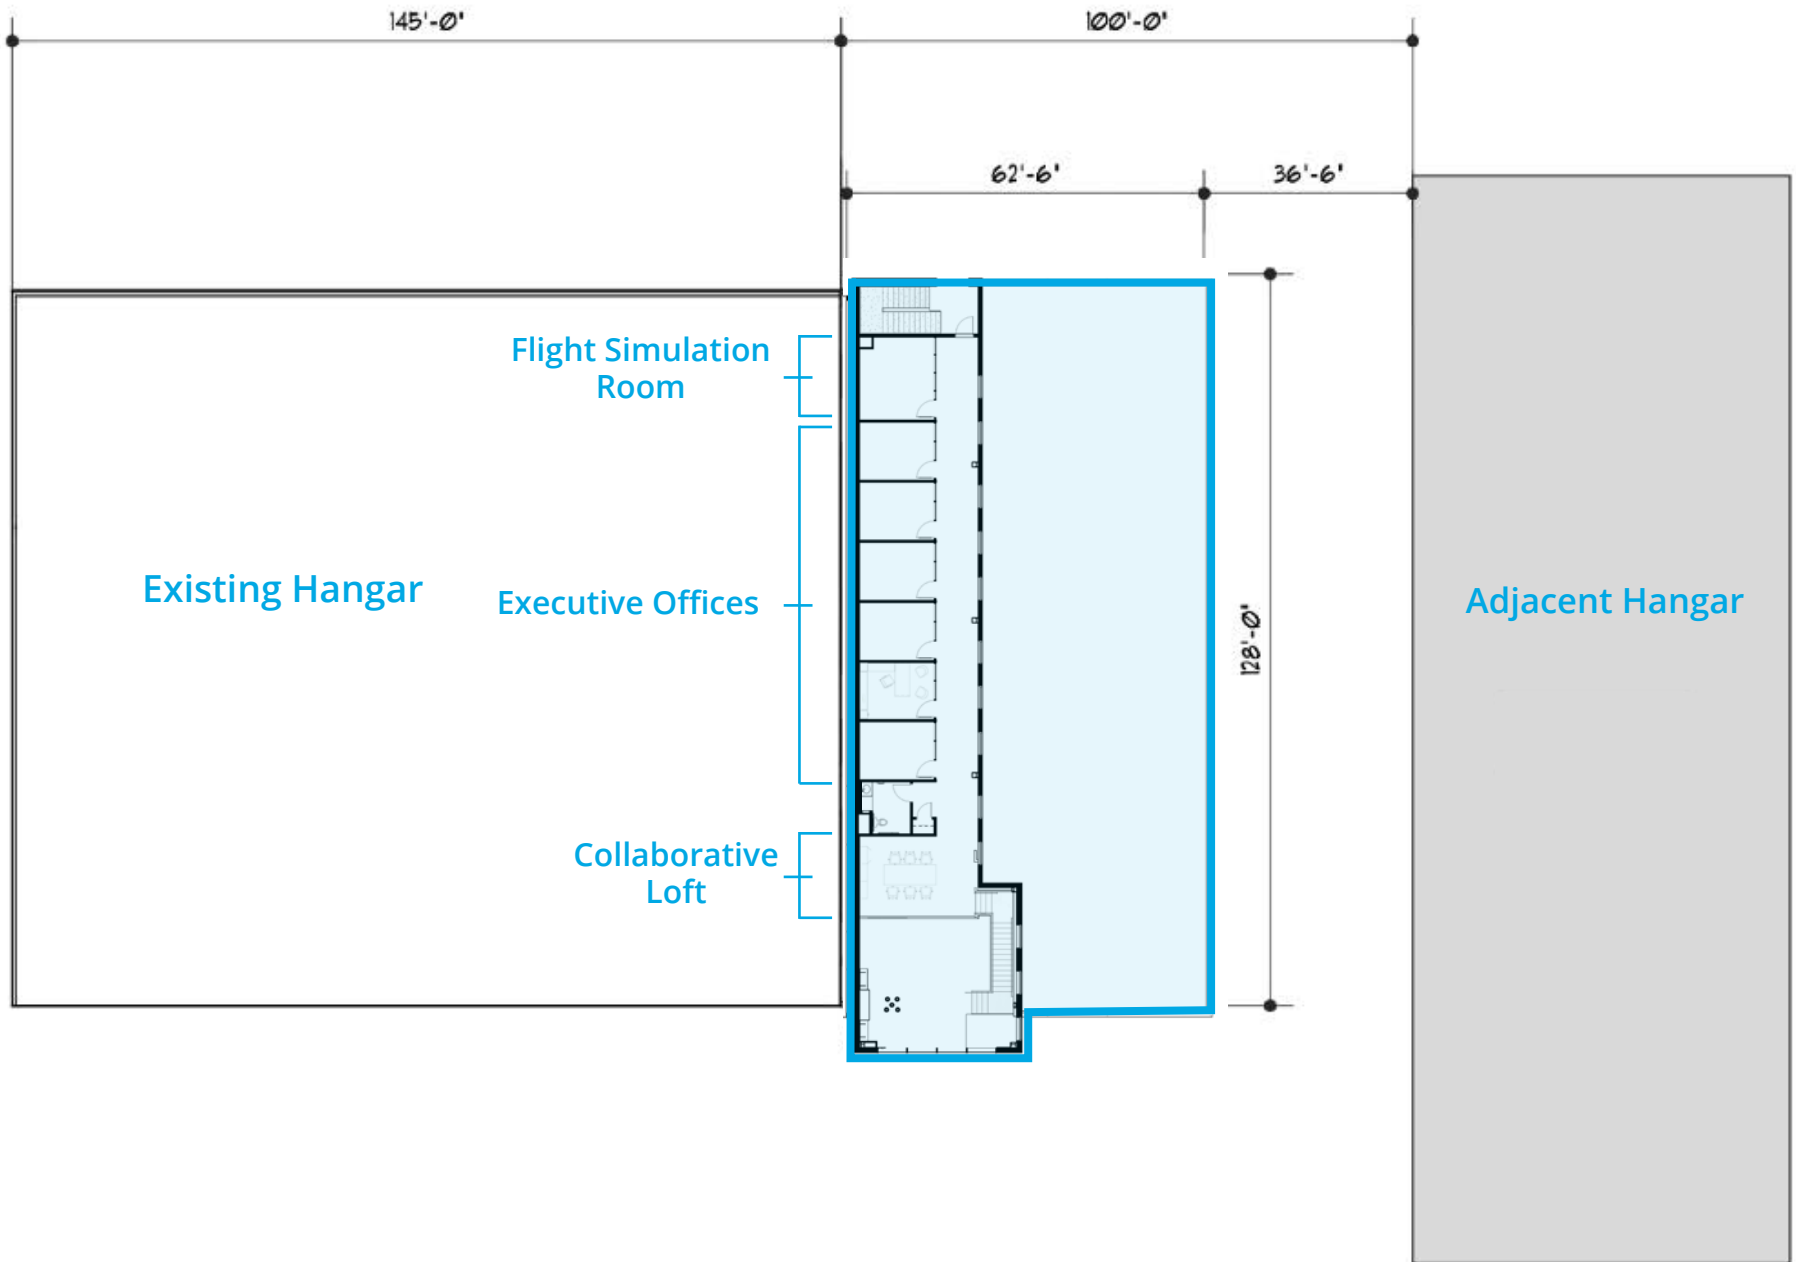 145'-0"
100'-0"
62'-6"
36'-6"
Flight Simulation
Room
Existing Hangar
Executive Offices
Adjacent Hangar
128'-0"
Collaborative
Loft